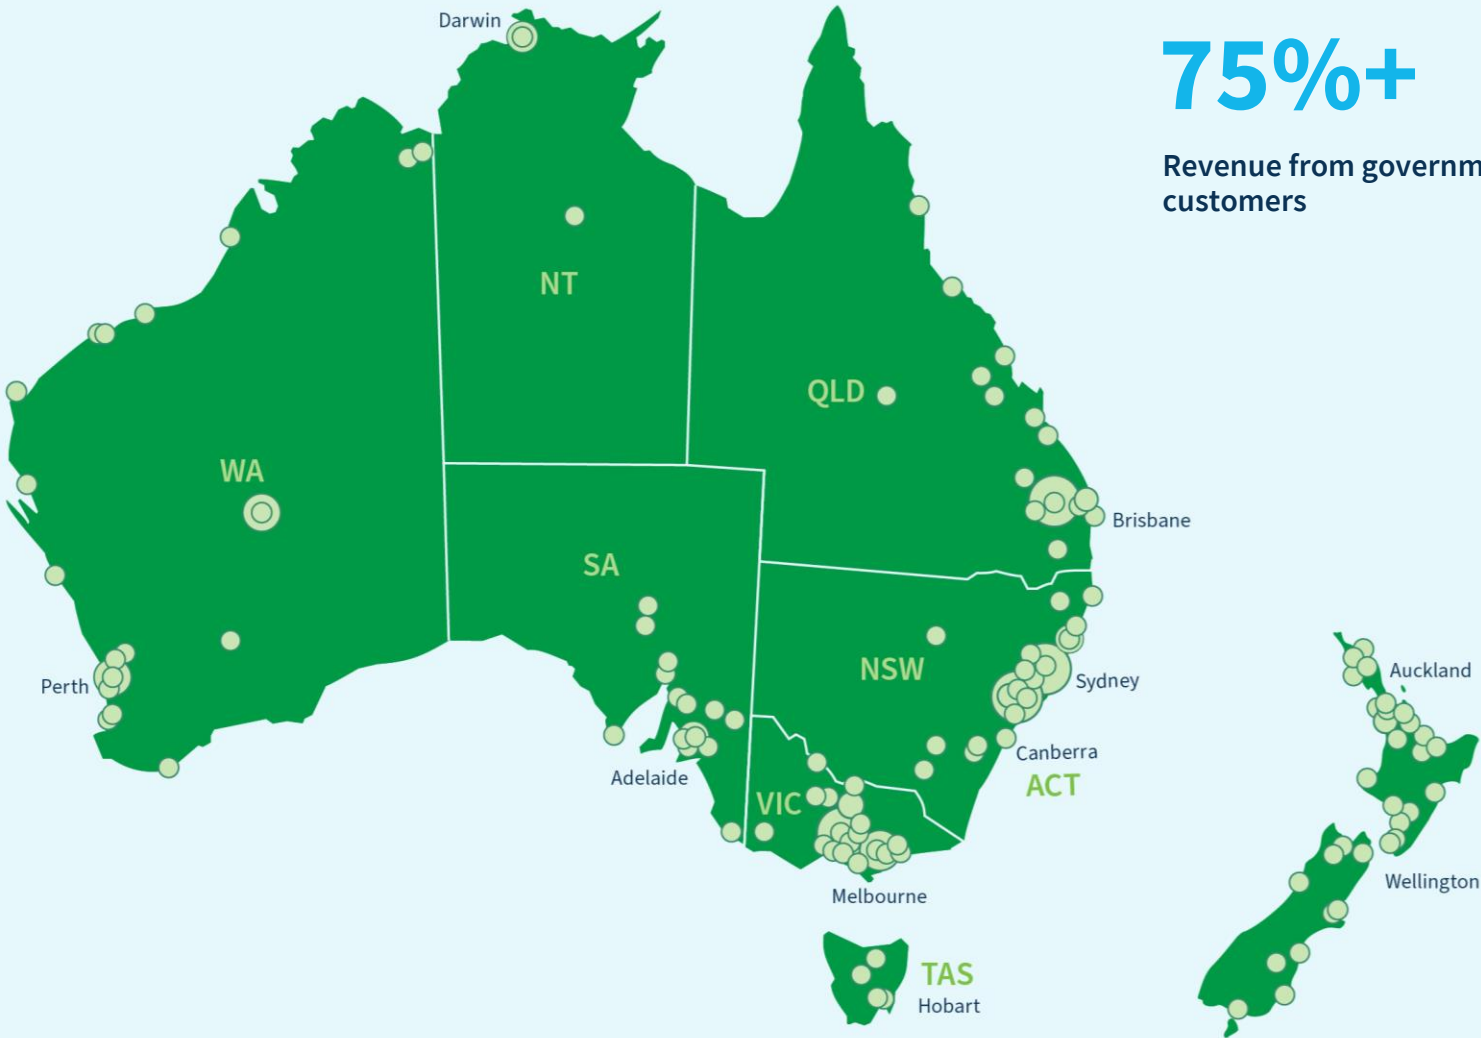 Darwin
75%+
Revenue from governm
customers
NT
QLD
WA
Brisbane
SA
NSW
Sydney
Perth
Auckland
Canberra
ACT
Adelaide
VIC
Melbourne
Wellington
TAS
Hobart